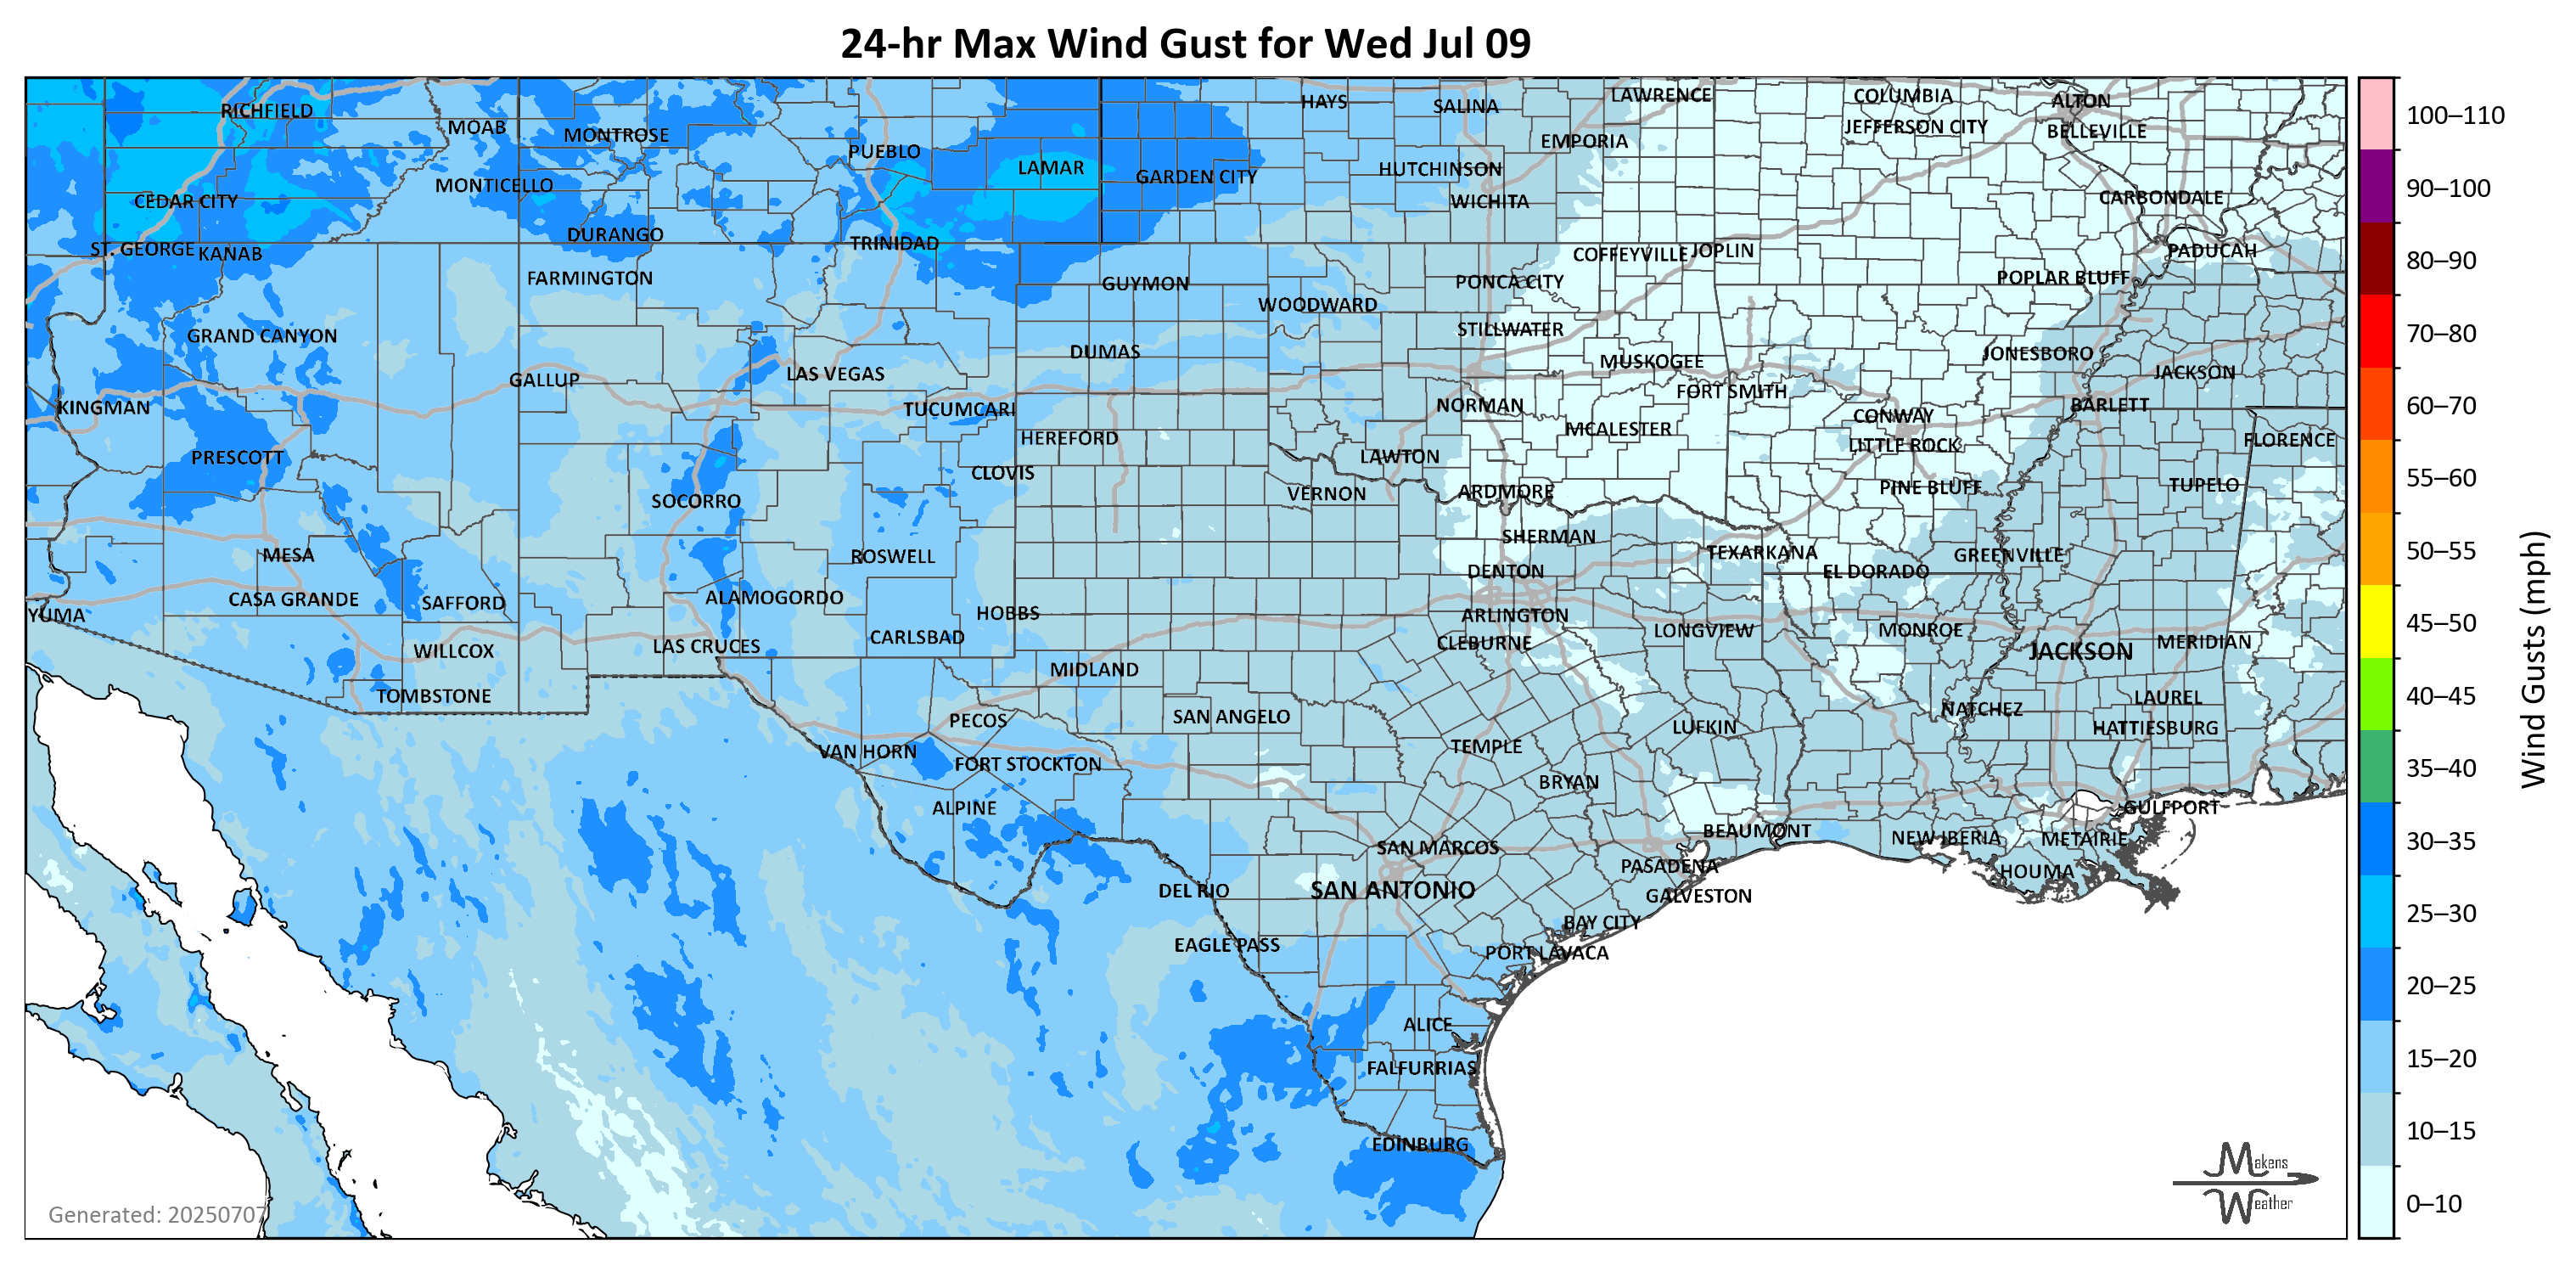 24-hr Max Wind Gust for Wed Jul 09
RICHFIELD
MOAB
MONTROSE
PUEBLO
LAMAR
GARDEN CITY
HAYS
SALINA
LAWRENCE
EMPORIA
HUTCHINSON
WICHITA
COLUMBIA
JEFFERSON CITY
ALTON
BELLEVILLE
CARBONDALE
PADUCAH
CEDAR CITY
MONTICELLO
ST. GEORGE
KANAB
DURANGO
TRINIDAD
FARMINGTON
GUYMON
WOODWARD
PONCA CITY
COFFEYVILLE
JOPLIN
POPLAR BLUFF
GRAND CANYON
STILLWATER
DUMAS
MUSKOGEE
JONESBORO
JACKSON
GALLUP
LAS VEGAS
FORT SMITH
KINGMAN
TUCUMCARI
NORMAN
CONWAY
BARLETT
HEREFORD
MCALESTER
LITTLE ROCK
FLORENCE
PRESCOTT
CLOVIS
LAWTON
SOCORRO
VERNON
ARDMORE
PINE BLUFF
TUPELO
MESA
ROSWELL
SHERMAN
TEXARKANA
GREENVILLE
DENTON
EL DORADO
CASA GRANDE
SAFFORD
ALAMOGORDO
HOBBS
YUMA
ARLINGTON
LAS CRUCES
CARLSBAD
CLEBURNE
LONGVIEW
MONROE
JACKSON
MERIDIAN
WILLCOX
MIDLAND
TOMBSTONE
LAUREL
PECOS
SAN ANGELO
NATCHEZ
LUFKIN
HATTIESBURG
VAN HORN
FORT STOCKTON
TEMPLE
BRYAN
ALPINE
GULFPORT
BEAUMONT
NEW IBERIA
METAIRIE
SAN MARCOS
PASADENA
HOUMA
DEL RIO
SAN ANTONIO
GALVESTON
BAY CITY
EAGLE PASS
PORT LAVACA
ALICE
FALFURRIAS
EDINBURG
Generated: 20250707
Makens
Weather
100–110
90–100
80–90
70–80
60–70
55–60
50–55
45–50
40–45
35–40
30–35
25–30
20–25
15–20
10–15
0–10
Wind Gusts (mph)